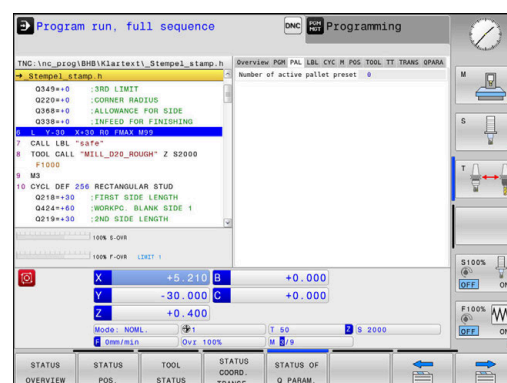 Program run, full sequence
DNC
PGM MOT
Programming
TNC:\nc_prog\BHB\Klartext\_Stempel_stamp.h
→_Stempel_stamp.h
Q349=+0 ;3RD LIMIT
Q220=+0 ;CORNER RADIUS
Q368=+0 ;ALLOWANCE FOR SIDE
Q338=+0 ;INFEED FOR FINISHING
6 L Y-30 X+30 R0 FMAX M99
7 CALL LBL "safe"
8 TOOL CALL "MILL_D20_ROUGH" Z S2000
F1000
9 M3
10 CYCL DEF 256 RECTANGULAR STUD
Q218=+30 ;FIRST SIDE LENGTH
Q424=+60 ;WORKPC. BLANK SIDE 1
Q219=+30 ;2ND SIDE LENGTH
Overview PGM PAL LBL CYC M POS TOOL TT TRANS QPARA
Number of active pallet preset 0
100% S-OVR
100% F-OVR LIMIT 1
X +5.210 B +0.000
Y -30.000 C +0.000
Z +0.400
Mode: NOML. 1 T 50 Z S 2000
F 0mm/min Ovr 100% M 5/9
M
S
T
S100%
OFF ON
F100%
OFF ON
STATUS OVERVIEW
STATUS POS.
TOOL STATUS
STATUS COORD. TRANSF.
STATUS OF Q PARAM.